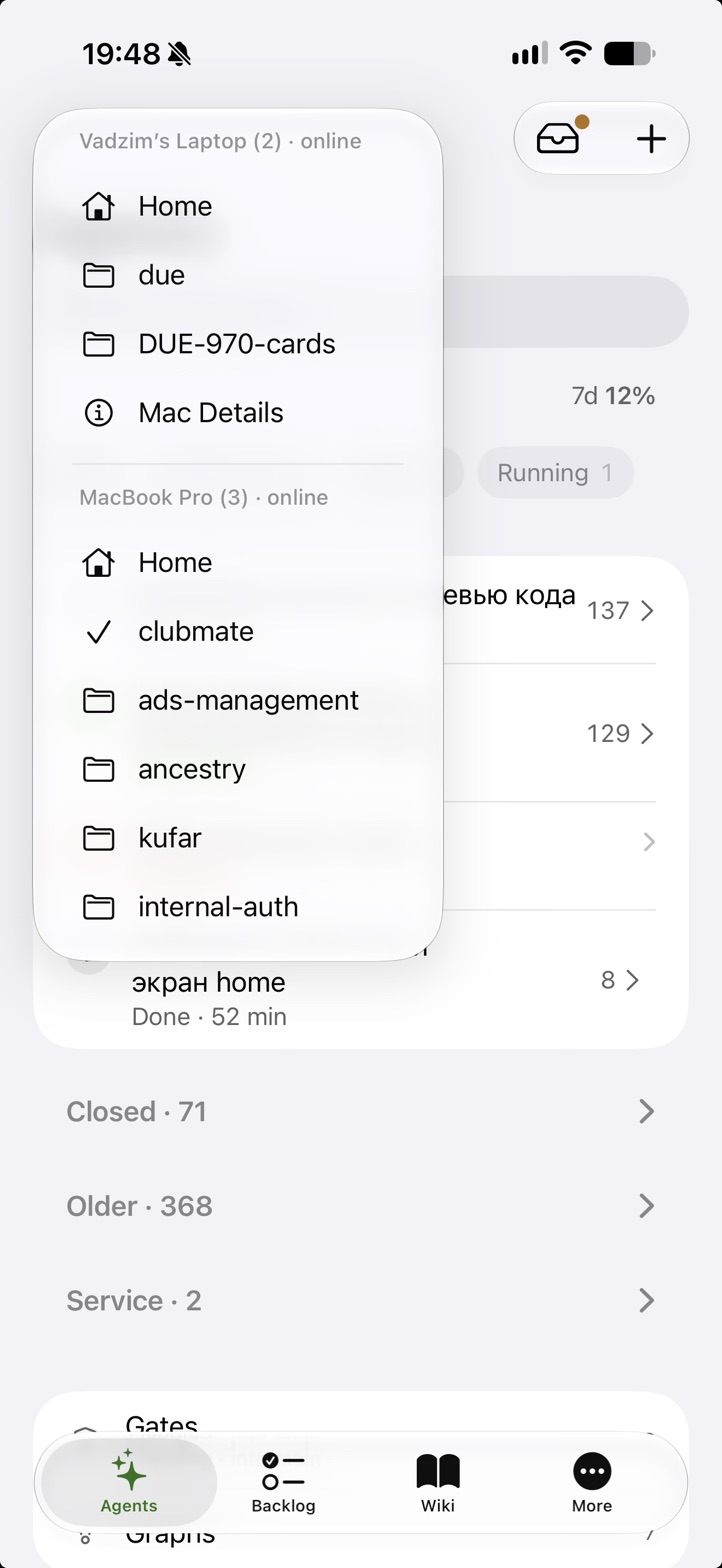 19:48
Vadzim’s Laptop (2) · online
Home
due
DUE-970-cards
Mac Details
MacBook Pro (3) · online
Home
clubmate
ads-management
ancestry
kufar
internal-auth
7d 12%
Running 1
евью кода
137
129
экран home
8
Done · 52 min
Closed · 71
Older · 368
Service · 2
Gates
Graphs
7
Agents
Backlog
Wiki
More